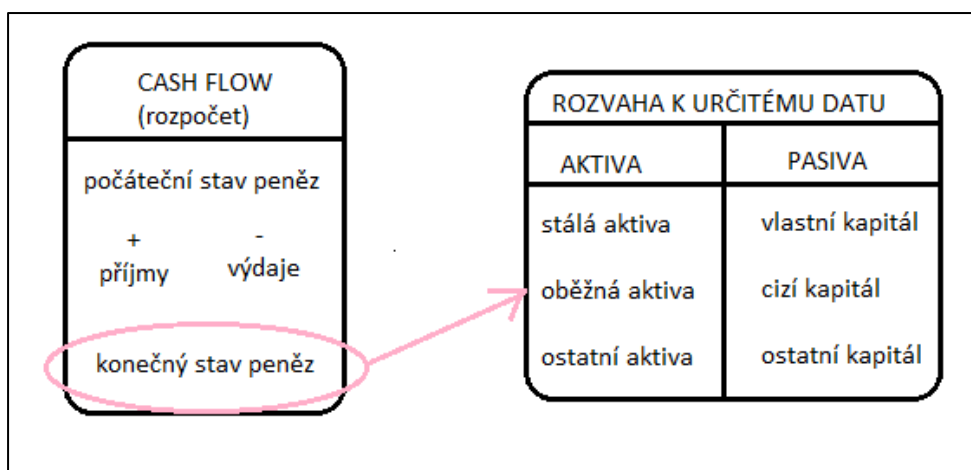 CASH FLOW
(rozpočet)
počáteční stav peněz
+ -
příjmy výdaje
konečný stav peněz
ROZVAHA K URČITÉMU DATU
AKTIVA PASIVA
stálá aktiva vlastní kapitál
oběžná aktiva cizí kapitál
ostatní aktiva ostatní kapitál